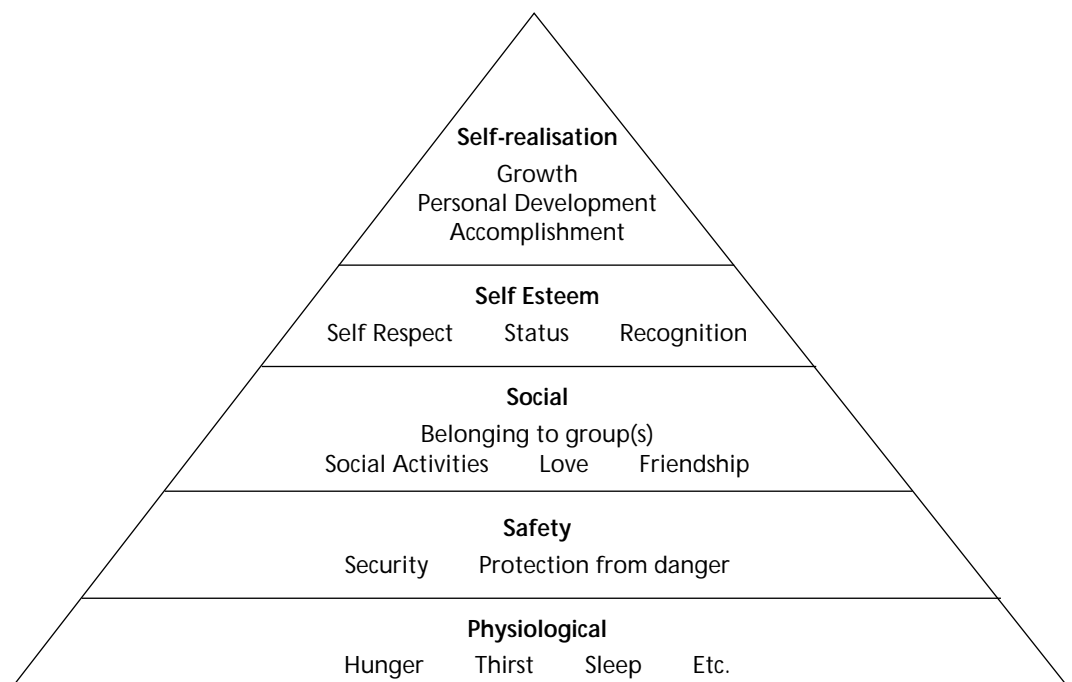 Self-realisation
Growth
Personal Development
Accomplishment
Self Esteem
Self Respect Status Recognition
Social
Belonging to group(s)
Social Activities Love Friendship
Safety
Security Protection from danger
Physiological
Hunger Thirst Sleep Etc.